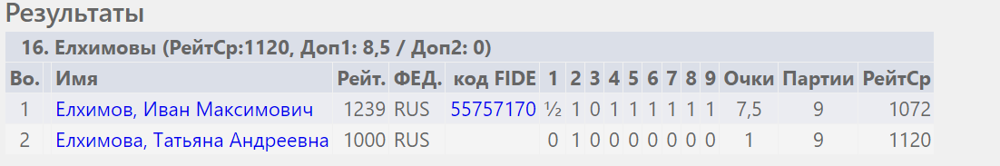 Результаты
16. Елхимовы (РейтСр:1120, Доп1: 8,5 / Доп2: 0)
Во. Имя Рейт. ФЕД. код FIDE 1 2 3 4 5 6 7 8 9 Очки Партии РейтСр
1 Елхимов, Иван Максимович 1239 RUS 55757170 ½ 1 0 1 1 1 1 1 1 7,5 9 1072
2 Елхимова, Татьяна Андреевна 1000 RUS 0 1 0 0 0 0 0 0 0 1 9 1120